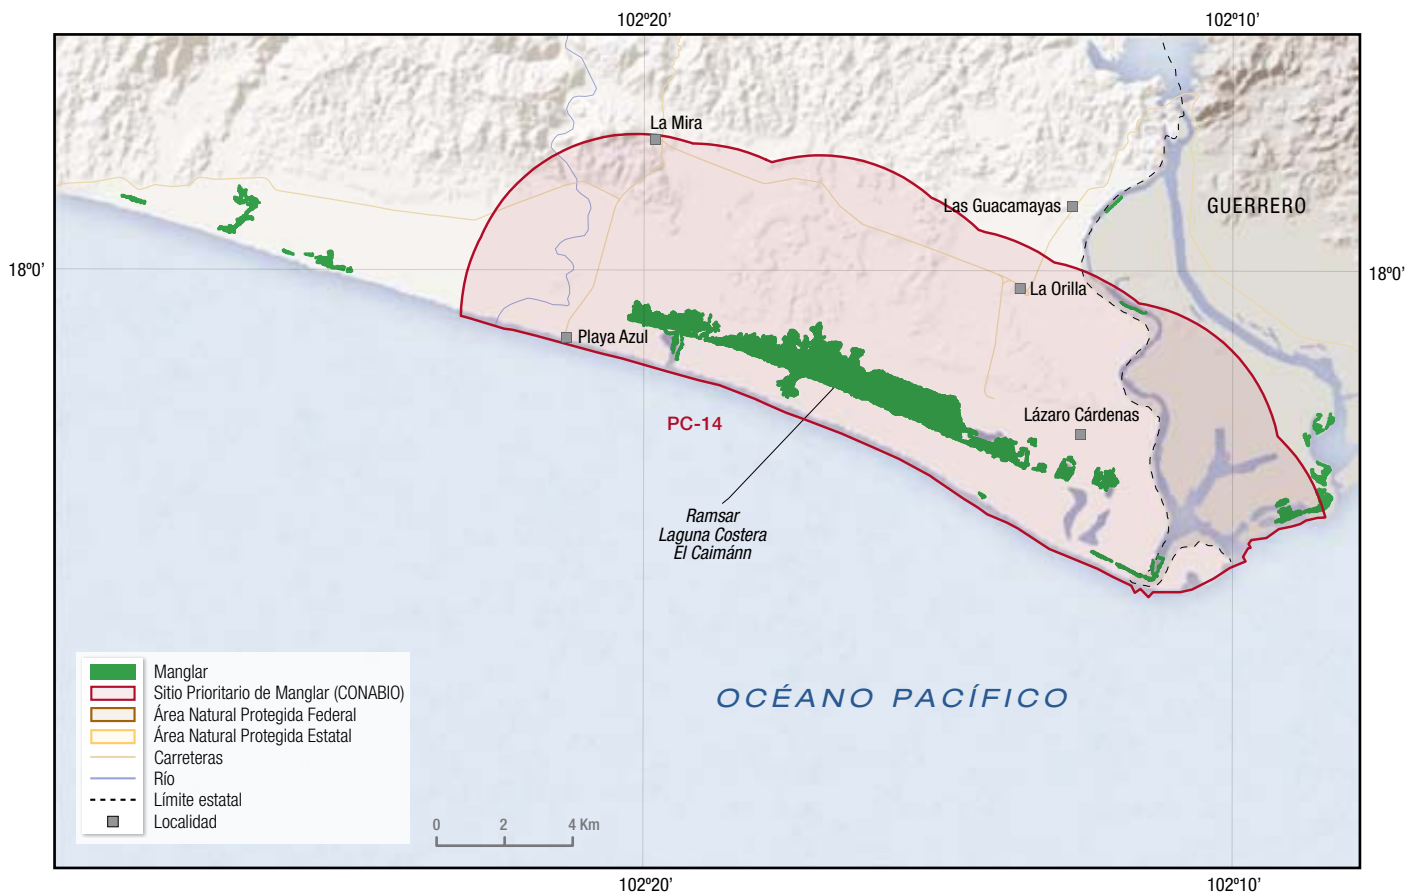 102º20'
102º10'
La Mira
Las Guacamayas
GUERRERO
18º0'
18º0'
La Orilla
Playa Azul
Lázaro Cárdenas
PC-14
Ramsar
Laguna Costera
El Caimánn
OCÉANO PACÍFICO
Manglar
Sitio Prioritario de Manglar (CONABIO)
Área Natural Protegida Federal
Área Natural Protegida Estatal
Carreteras
Río
Límite estatal
Localidad
0 2 4 Km
102º20'
102º10'